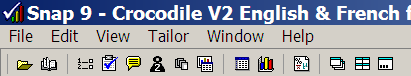 Snap 9 - Crocodile V2 English & French f
File Edit View Tailor Window Help